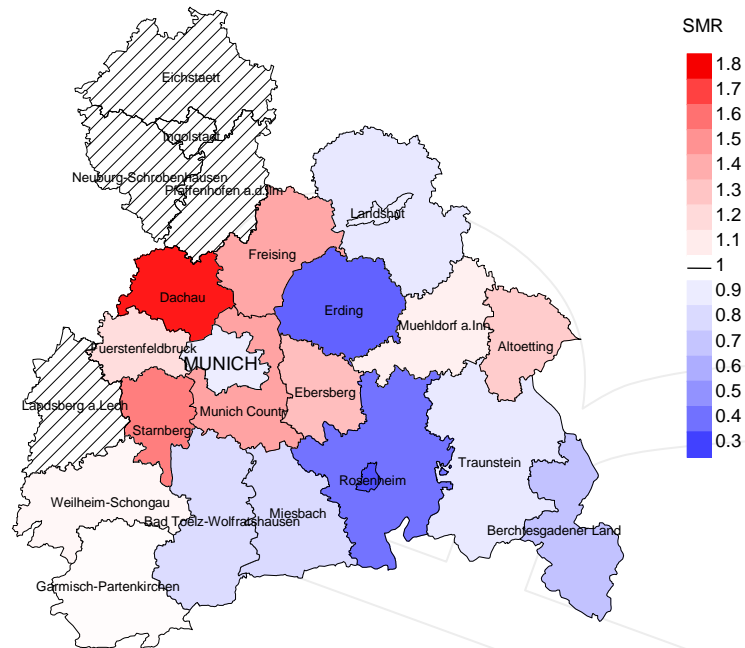 SMR
1.8
1.7
1.6
1.5
1.4
1.3
1.2
1.1
1
0.9
0.8
0.7
0.6
0.5
0.4
0.3
Eichstaett
Ingolstadt
Neuburg-Schrobenhausen
Pfaffenhofen a.d.Ilm
Landshut
Freising
Dachau
Erding
Muehldorf a.Inn
Altoetting
Fuerstenfeldbruck
MUNICH
Ebersberg
Landsberg a.Lech
Munich County
Starnberg
Traunstein
Rosenheim
Weilheim-Schongau
Miesbach
Bad Toelz-Wolfratshausen
Berchtesgadener Land
Garmisch-Partenkirchen